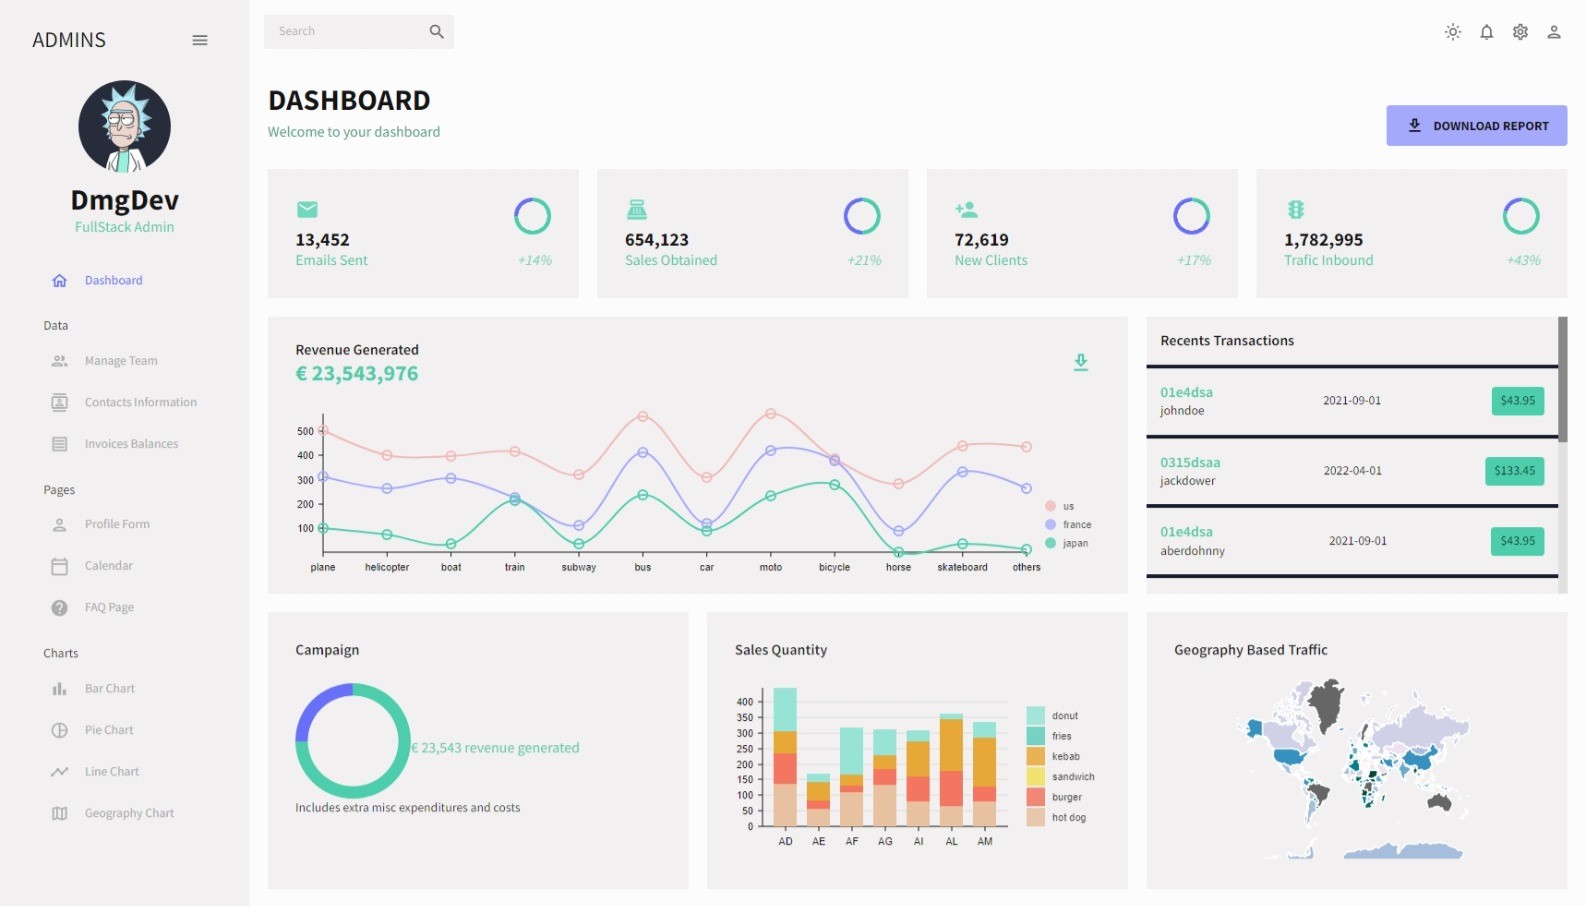 ADMINS
Search
DmgDev
FullStack Admin
Dashboard
Data
Manage Team
Contacts Information
Invoices Balances
Pages
Profile Form
Calendar
FAQ Page
Charts
Bar Chart
Pie Chart
Line Chart
Geography Chart
DASHBOARD
Welcome to your dashboard
DOWNLOAD REPORT
13,452
Emails Sent +14%
654,123
Sales Obtained +21%
72,619
New Clients +17%
1,782,995
Trafic Inbound +43%
Revenue Generated
€ 23,543,976
500
400
300
200
100
plane helicopter boat train subway bus car moto bicycle horse skateboard others
us
france
japan
Recents Transactions
01e4dsa
johndoe
2021-09-01
$43.95
0315dsaa
jackdower
2022-04-01
$133.45
01e4dsa
aberdohnny
2021-09-01
$43.95
Campaign
€ 23,543 revenue generated
Includes extra misc expenditures and costs
Sales Quantity
400
350
300
250
200
150
100
50
0
AD AE AF AG AI AL AM
donut
fries
kebab
sandwich
burger
hot dog
Geography Based Traffic